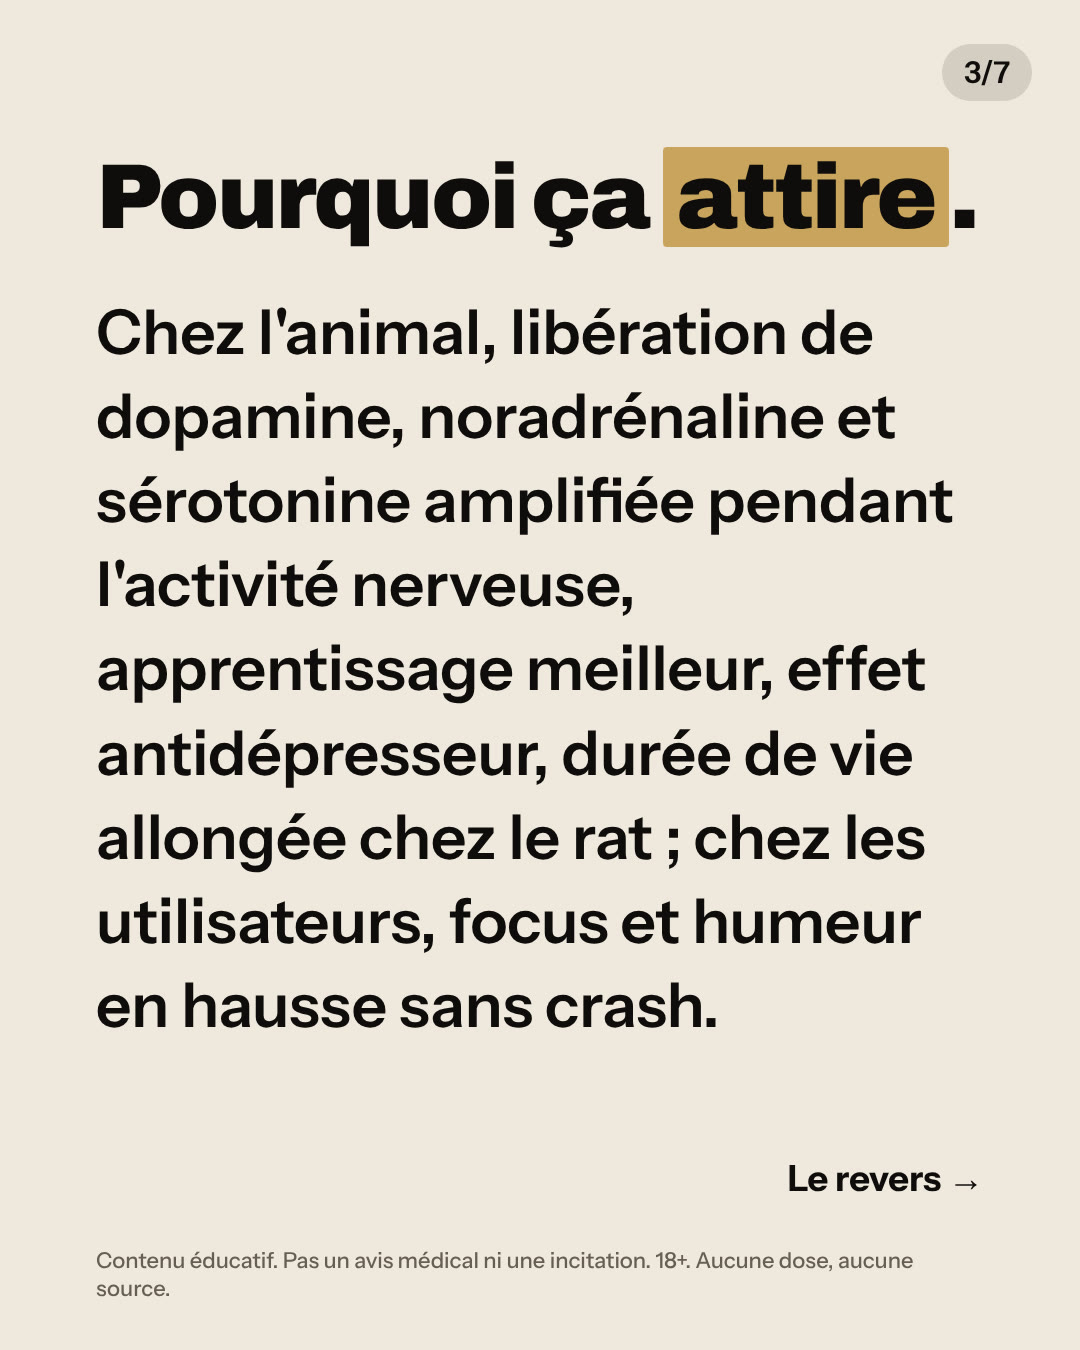 3/7
Pourquoi ça attire.
Chez l'animal, libération de
dopamine, noradrénaline et
sérotonine amplifiée pendant
l'activité nerveuse,
apprentissage meilleur, effet
antidépresseur, durée de vie
allongée chez le rat ; chez les
utilisateurs, focus et humeur
en hausse sans crash.
Le revers →
Contenu éducatif. Pas un avis médical ni une incitation. 18+. Aucune dose, aucune
source.